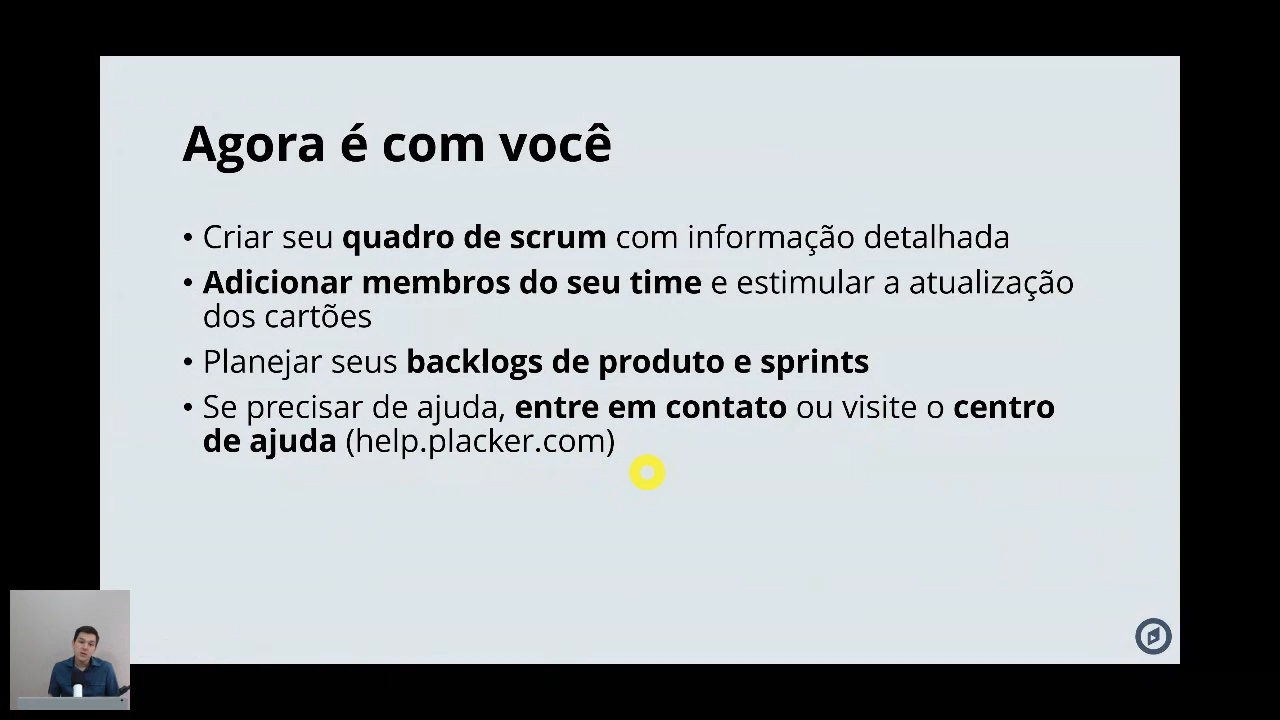 Agora é com você
• Criar seu quadro de scrum com informação detalhada
• Adicionar membros do seu time e estimular a atualização
dos cartões
• Planejar seus backlogs de produto e sprints
• Se precisar de ajuda, entre em contato ou visite o centro
de ajuda (help.placker.com)